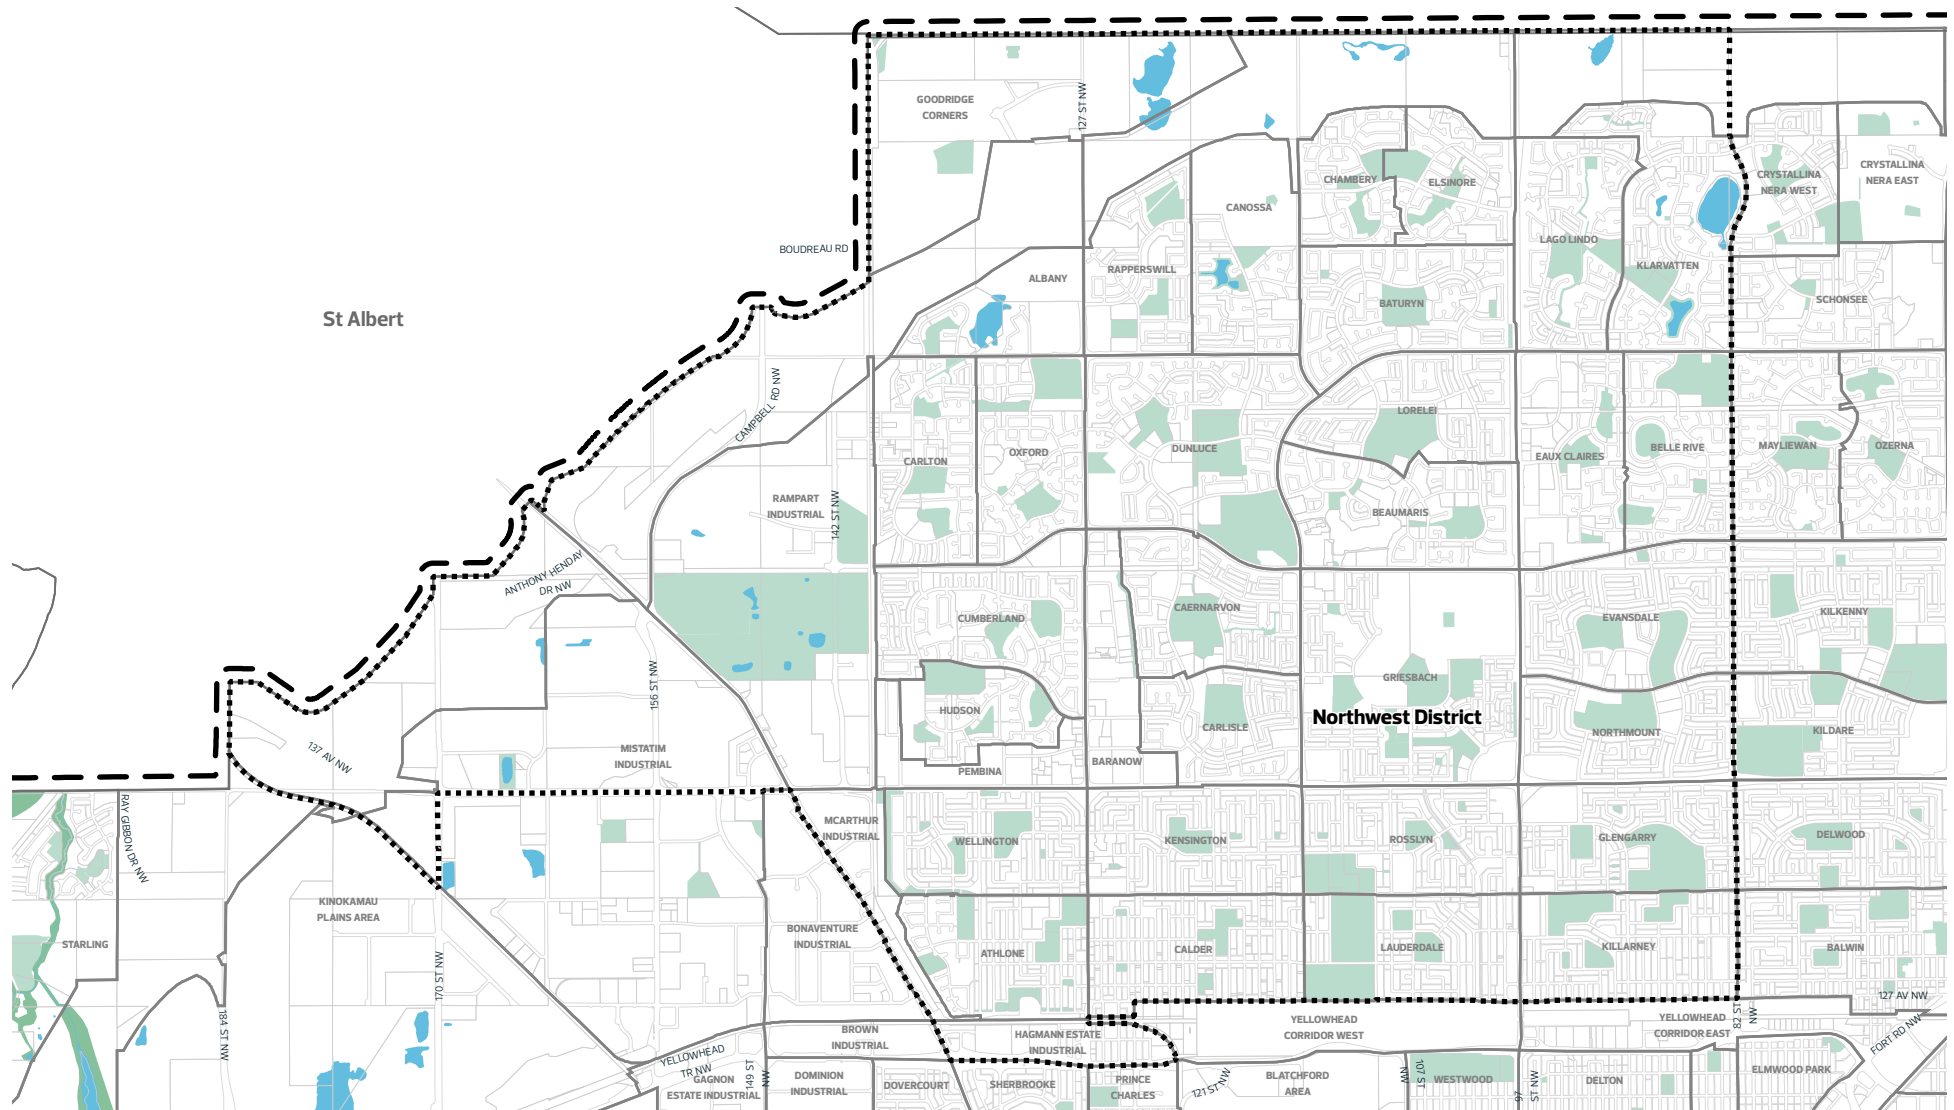 GOODRIDGE
CORNERS
127 ST NW
CHAMBERY
ELSINORE
CRYSTALLINA
NERA WEST
CRYSTALLINA
NERA EAST
CANOSSA
BOUDREAU RD
LAGO LINDO
KLARVATTEN
ALBANY
RAPPERSWILL
BATURYN
SCHONSEE
St Albert
CAMPBELL RD NW
LORELEI
CARLTON
OXFORD
DUNLUCE
EAUX CLAIRES
BELLE RIVE
MAYLIEWAN
OZERNA
RAMPART
INDUSTRIAL
142 ST NW
BEAUMARIS
ANTHONY HENDAY
DR NW
CUMBERLAND
CAERNARVON
EVANSDALE
KILKENNY
156 ST NW
GRIESBACH
HUDSON
Northwest District
CARLISLE
NORTHMOUNT
KILDARE
137 AV NW
MISTATIM
INDUSTRIAL
PEMBINA
BARANOW
RAY GIBBON DR NW
MCARTHUR
INDUSTRIAL
WELLINGTON
KENSINGTON
ROSSLYN
GLENGARRY
DELWOOD
KINOKAMAU
PLAINS AREA
STARLING
BONAVENTURE
INDUSTRIAL
ATHLONE
CALDER
LAUDERDALE
KILLARNEY
BALWIN
170 ST NW
127 AV NW
184 ST NW
BROWN
INDUSTRIAL
HAGMANN ESTATE
INDUSTRIAL
YELLOWHEAD
CORRIDOR WEST
YELLOWHEAD
CORRIDOR EAST
82 ST
NW
FORT RD NW
YELLOWHEAD
TR NW
GAGNON
ESTATE INDUSTRIAL
149 ST
NW
DOMINION
INDUSTRIAL
DOVERCOURT
SHERBROOKE
PRINCE
CHARLES
121 ST NW
BLATCHFORD
AREA
107 ST
NW
WESTWOOD
97
ST NW
DELTON
ELMWOOD PARK